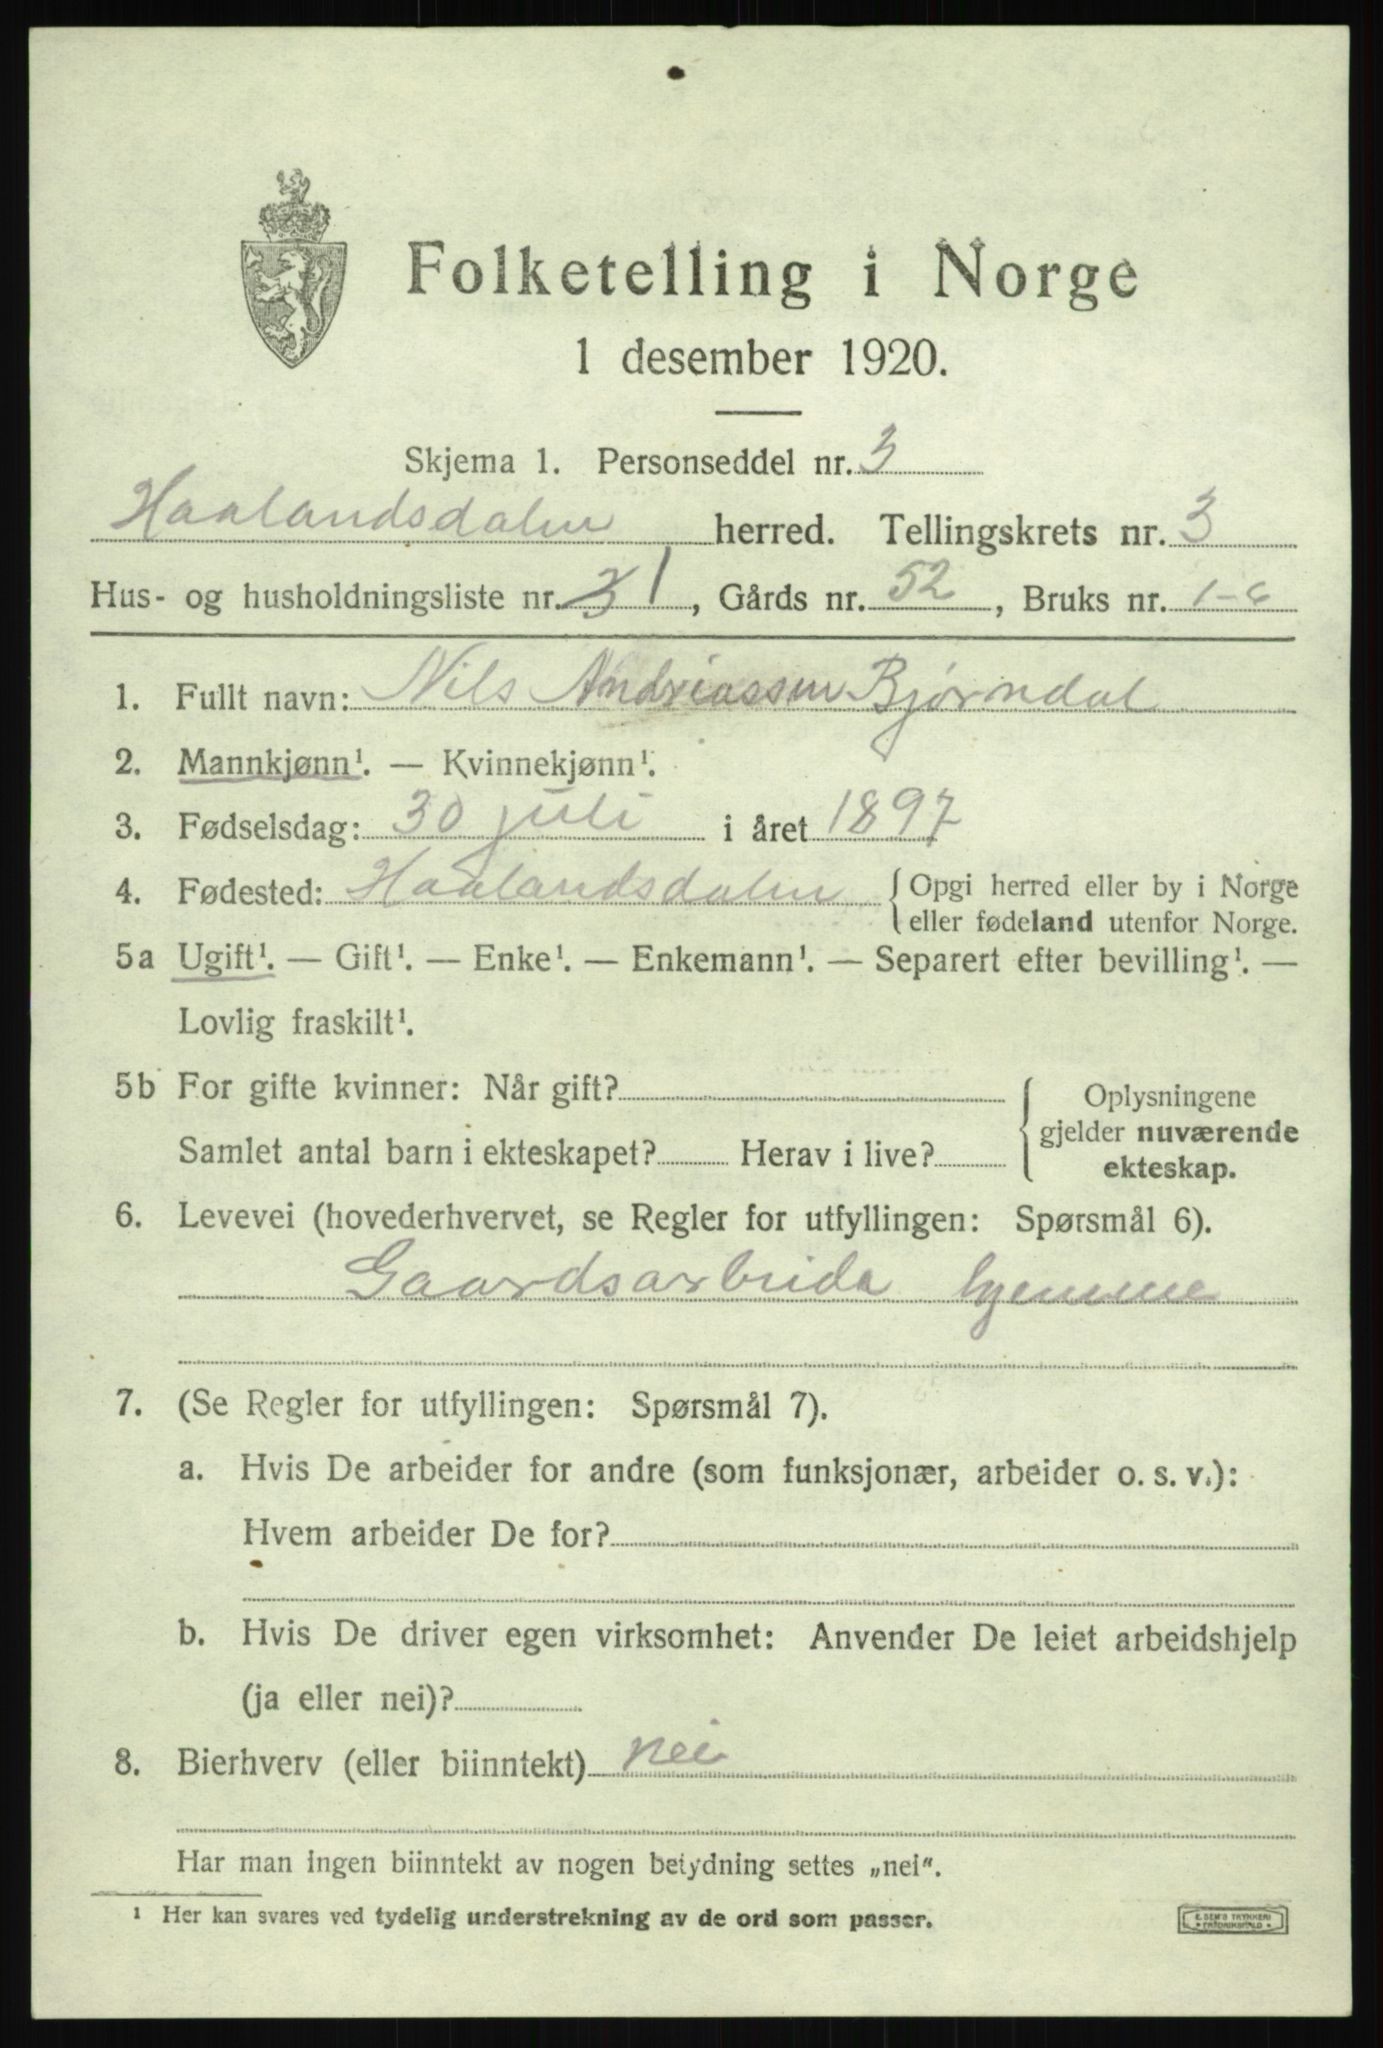 Folketelling i Norge
1 desember 1920.
Skjema 1. Personseddel nr. 3
Haalandsdalen herred. Tellingskrets nr. 3
Hus- og husholdningsliste nr. 31, Gårds nr. 52, Bruks nr. 1-6
1. Fullt navn: Nils Andreassen Bjørndal
2. Mannkjønn¹. — Kvinnekjønn¹.
3. Fødselsdag: 30 juli i året 1897
4. Fødested: Haalandsdalen { Opgi herred eller by i Norge
eller fødeland utenfor Norge.
5a Ugift¹. — Gift¹. — Enke¹. — Enkemann¹. — Separert efter bevilling¹. —
Lovlig fraskilt¹.
5b For gifte kvinner: Når gift? { Oplysningene
gjelder nuværende
Samlet antal barn i ekteskapet? Herav i live?
ekteskap.
6. Levevei (hovederhvervet, se Regler for utfyllingen: Spørsmål 6).
Gaardsarbeide hjemme
7. (Se Regler for utfyllingen: Spørsmål 7).
a. Hvis De arbeider for andre (som funksjonær, arbeider o. s. v.):
Hvem arbeider De for?
b. Hvis De driver egen virksomhet: Anvender De leiet arbeidshjelp
(ja eller nei)?
8. Bierhverv (eller biinntekt) nei
Har man ingen biinntekt av nogen betydning settes „nei“.
¹ Her kan svares ved tydelig understrekning av de ord som passer.
E. SEM'S TRYKKERI
FREDRIKSHALD